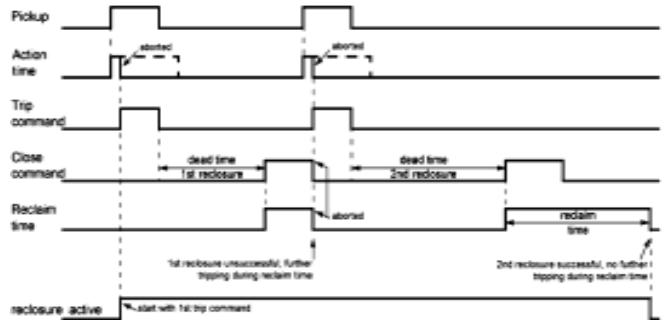 Pickup
Action
time
aborted
aborted
Trip
command
Close
command
dead time
1st reclosure
dead time
2nd reclosure
Reclaim
time
aborted
reclaim
time
1st reclosure unsuccessful, further
tripping during reclaim time
2nd reclosure successful, no further
tripping during reclaim time
reclosure active
start with 1st trip command